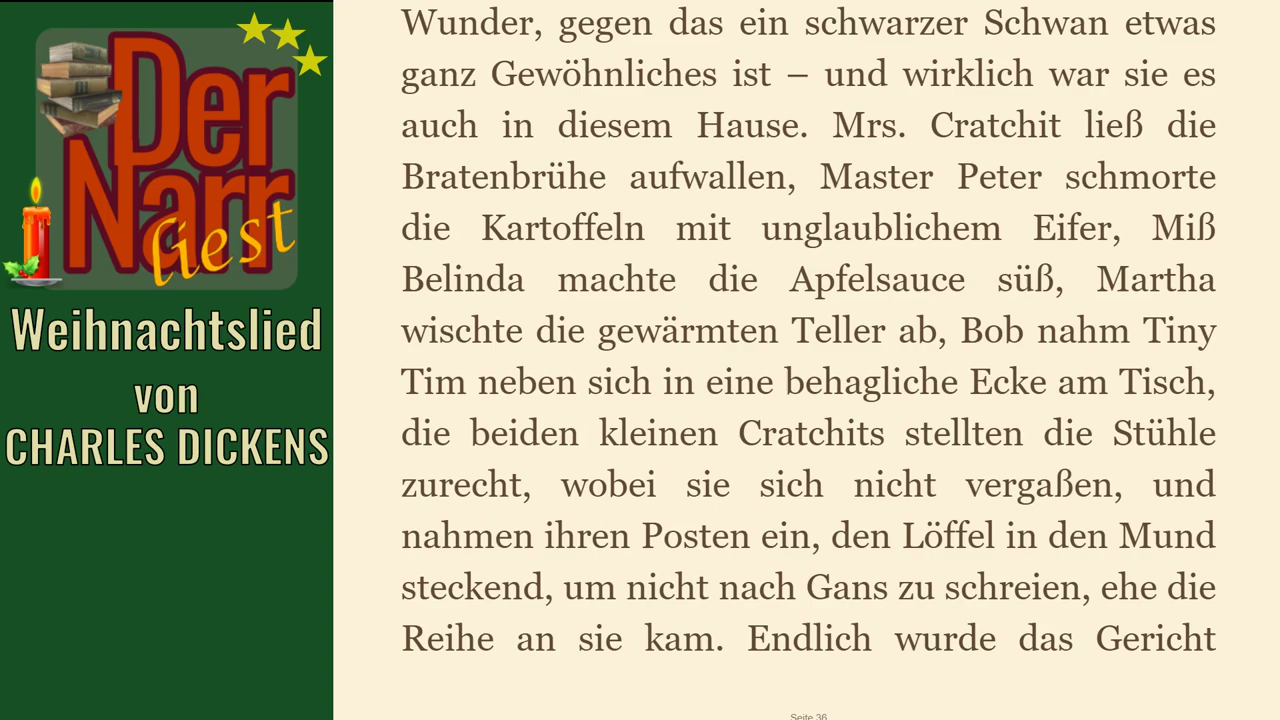 Der
Narr
liest
Weihnachtslied
von
CHARLES DICKENS
Wunder, gegen das ein schwarzer Schwan etwas
ganz Gewöhnliches ist – und wirklich war sie es
auch in diesem Hause. Mrs. Cratchit ließ die
Bratenbrühe aufwallen, Master Peter schmorte
die Kartoffeln mit unglaublichem Eifer, Miß
Belinda machte die Apfelsauce süß, Martha
wischte die gewärmten Teller ab, Bob nahm Tiny
Tim neben sich in eine behagliche Ecke am Tisch,
die beiden kleinen Cratchits stellten die Stühle
zurecht, wobei sie sich nicht vergaßen, und
nahmen ihren Posten ein, den Löffel in den Mund
steckend, um nicht nach Gans zu schreien, ehe die
Reihe an sie kam. Endlich wurde das Gericht
Seite 36